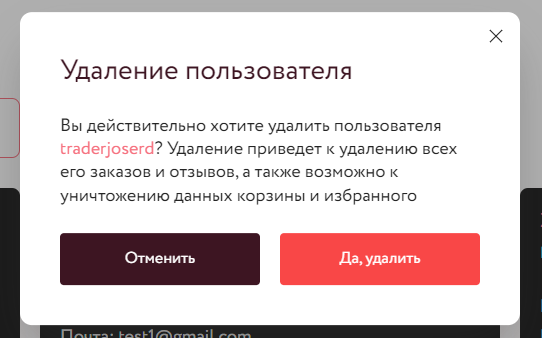 Удаление пользователя
Вы действительно хотите удалить пользователя
traderjoserd? Удаление приведет к удалению всех
его заказов и отзывов, а также возможно к
уничтожению данных корзины и избранного
Отменить
Да, удалить
Почта: test1@gmail.com